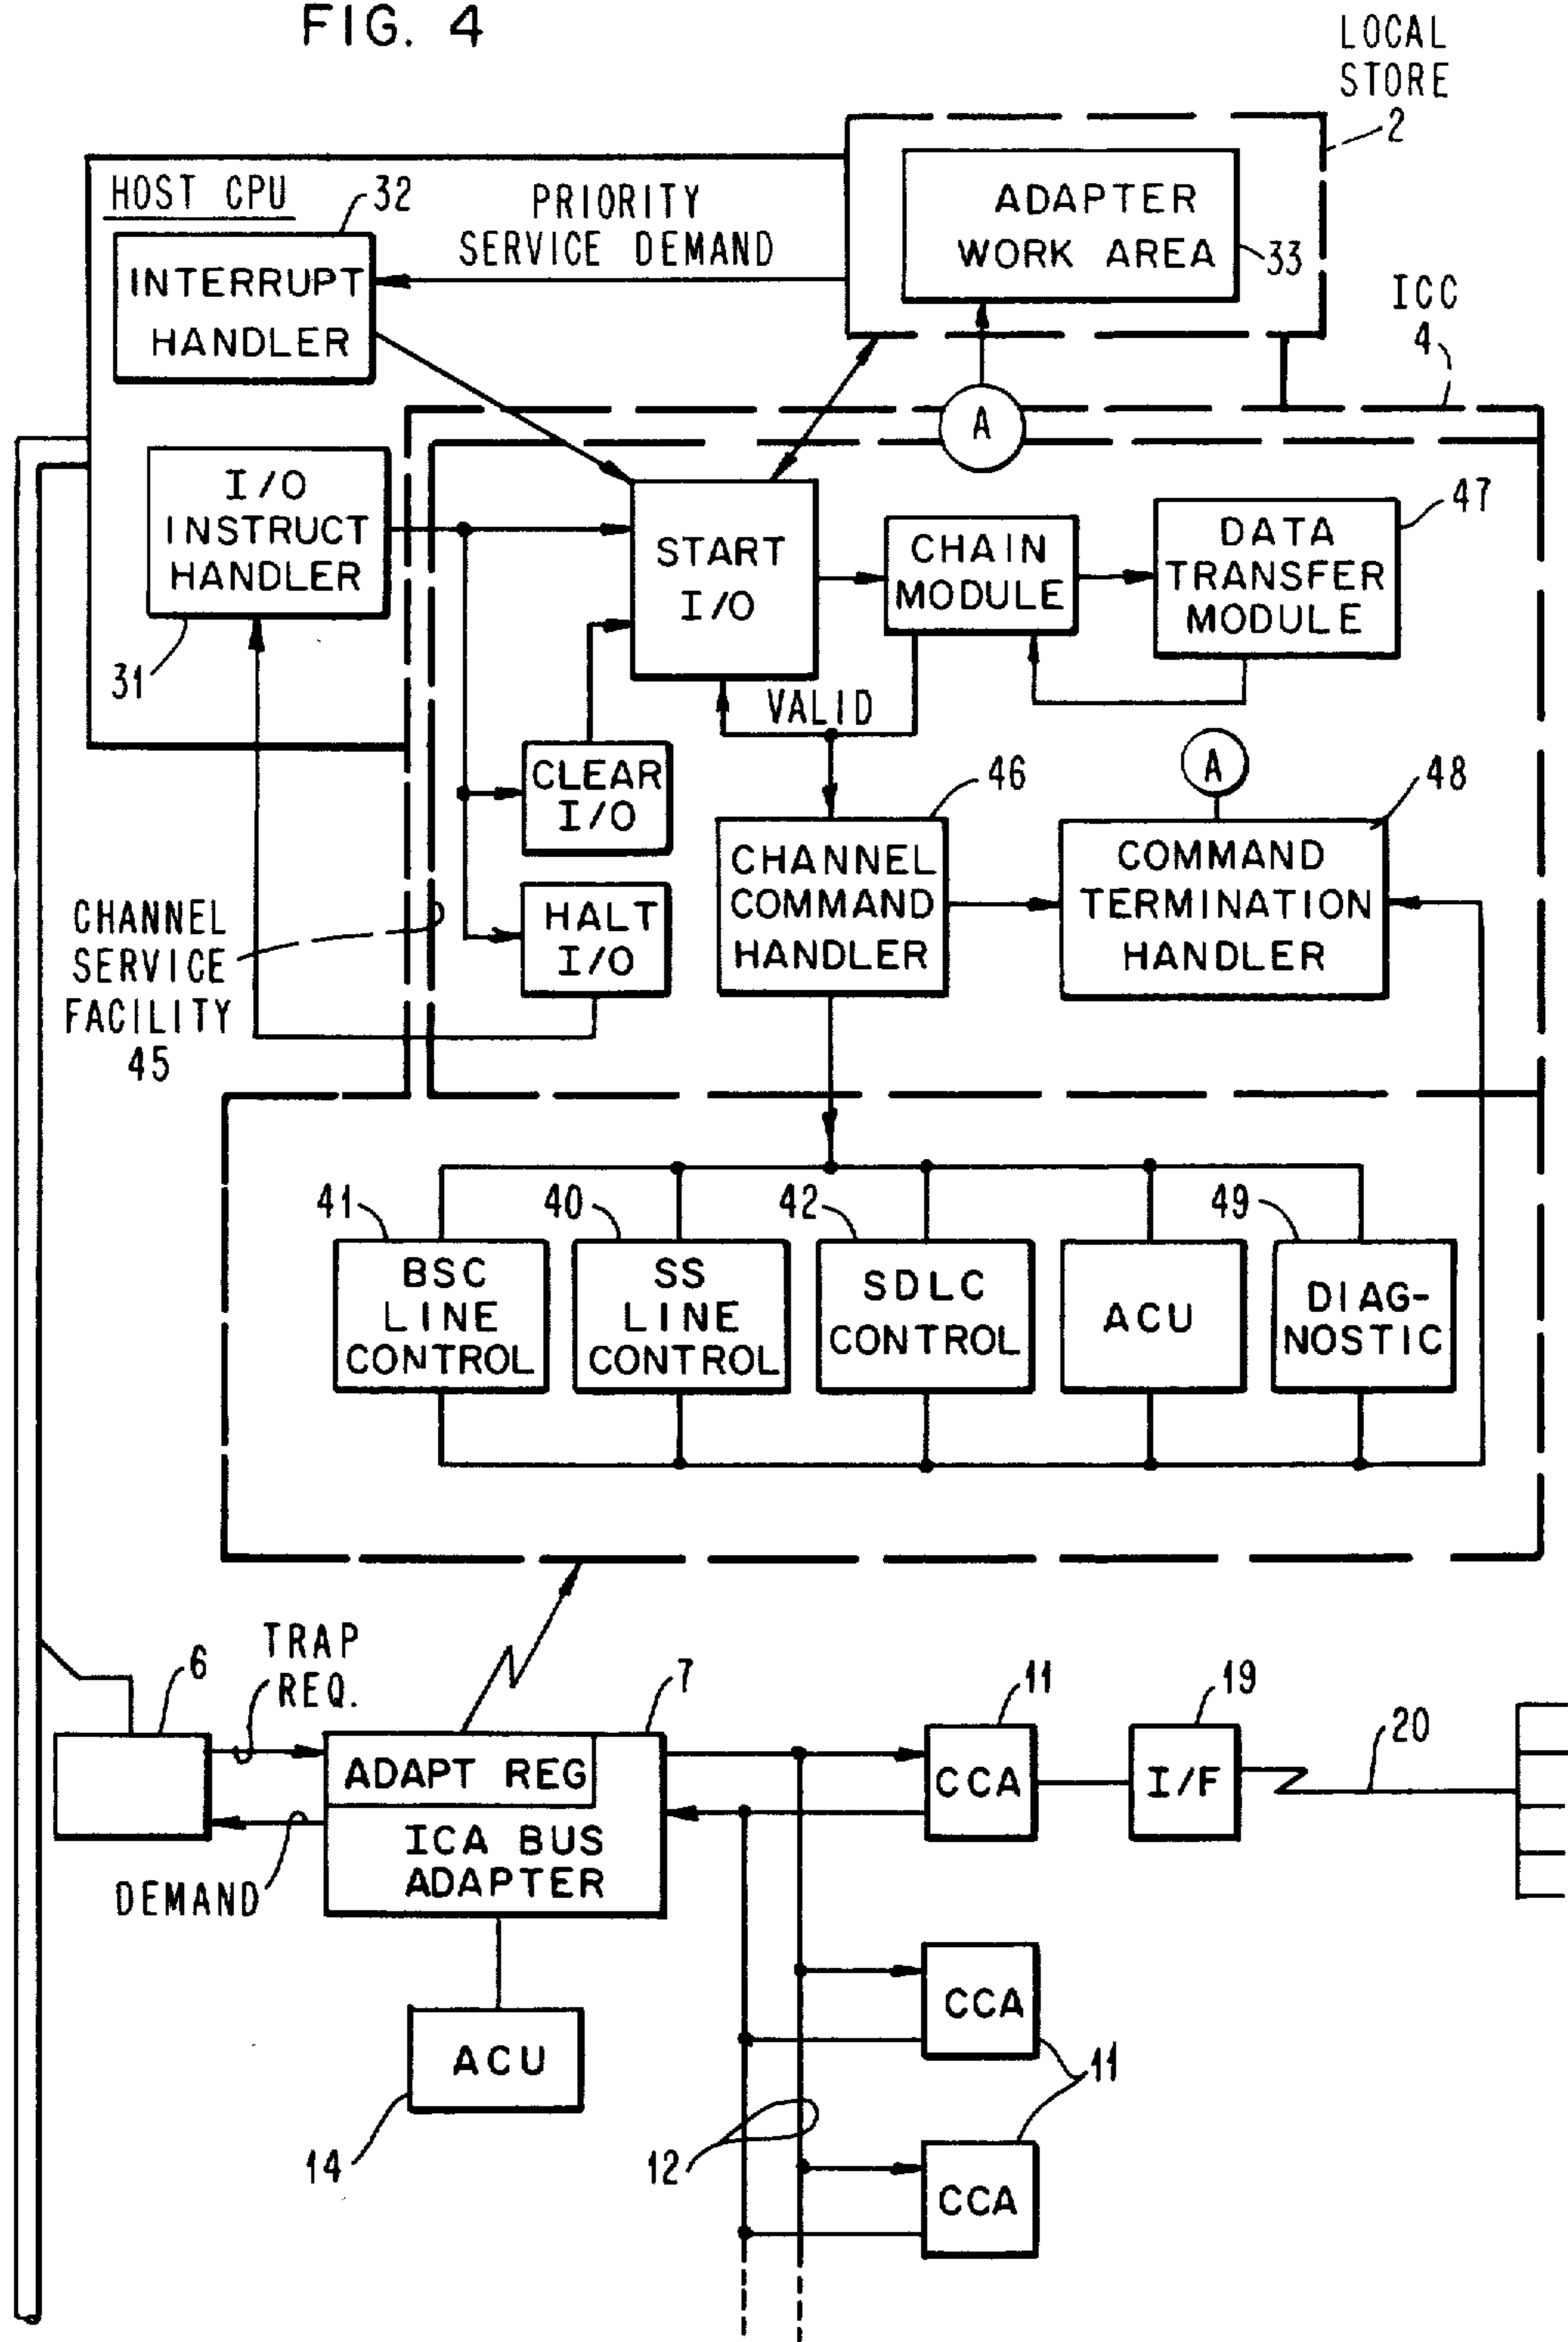 FIG. 4
LOCAL
STORE
2
HOST CPU
32
PRIORITY
SERVICE DEMAND
ADAPTER
WORK AREA
33
INTERRUPT
HANDLER
ICC
4
A
I/O
INSTRUCT
HANDLER
31
START
I/O
CHAIN
MODULE
DATA
TRANSFER
MODULE
47
VALID
CLEAR
I/O
46
A
48
CHANNEL
SERVICE
FACILITY
45
HALT
I/O
CHANNEL
COMMAND
HANDLER
COMMAND
TERMINATION
HANDLER
41
40
42
49
BSC
LINE
CONTROL
SS
LINE
CONTROL
SDLC
CONTROL
ACU
DIAG-
NOSTIC
6
TRAP
REQ.
7
11
19
20
ADAPT REG
ICA BUS
ADAPTER
CCA
I/F
DEMAND
ACU
14
CCA
11
12
CCA